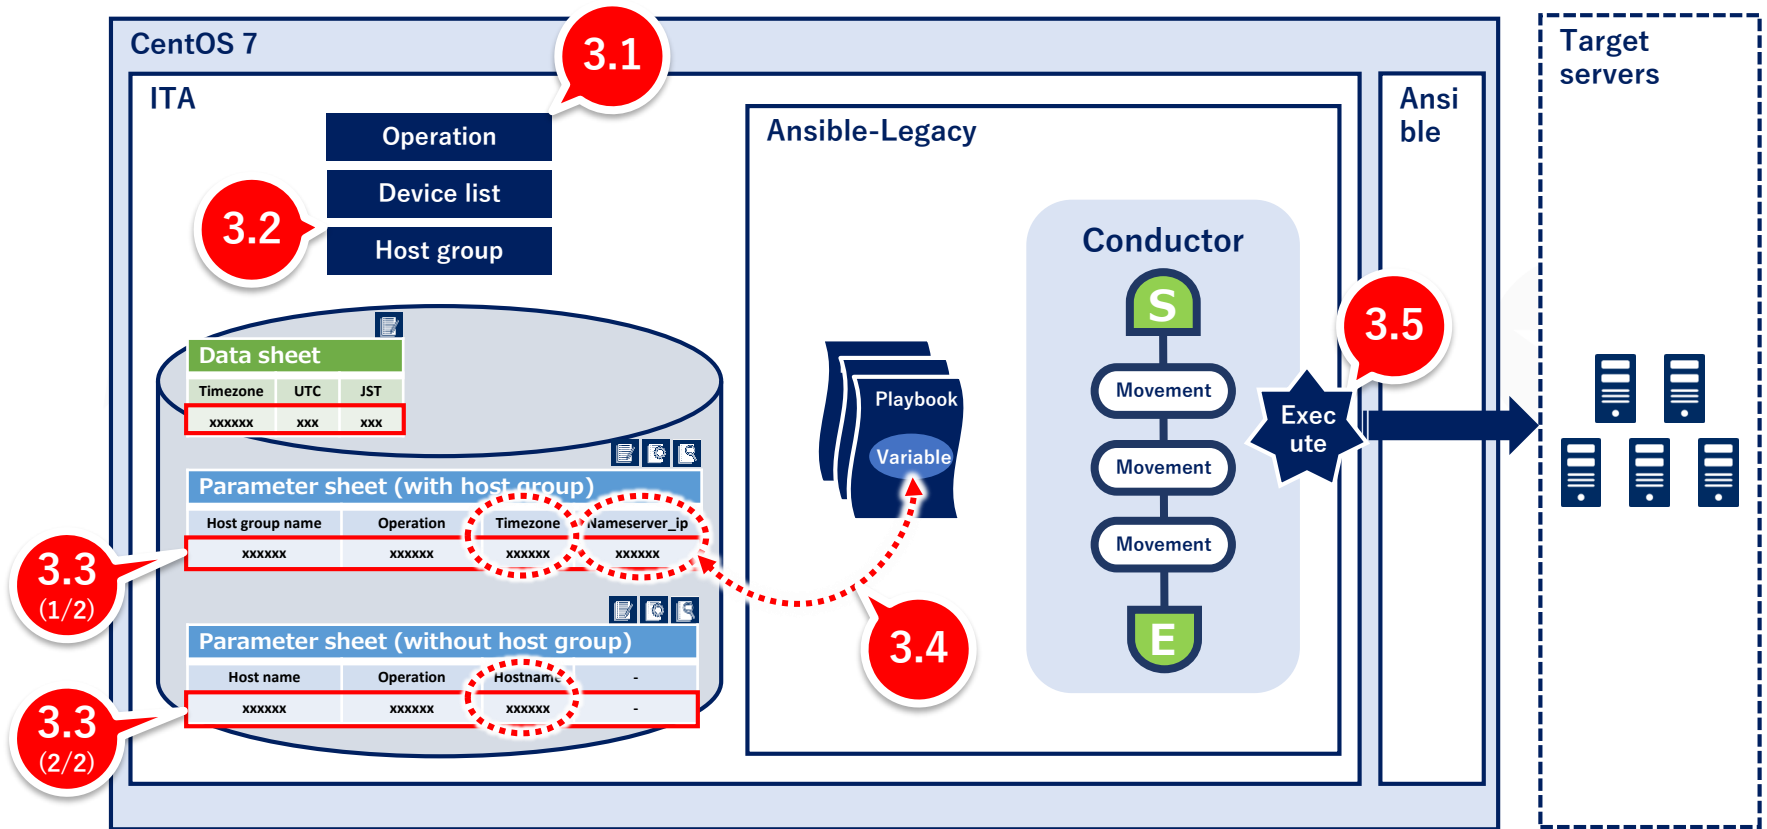 CentOS 7
3.1
Target
servers
ITA
Ansi
ble
Operation
Ansible-Legacy
Device list
3.2
Host group
Conductor
S
3.5
Data sheet
Timezone UTC JST
xxxxxx xxx xxx
Playbook
Variable
Movement
Movement
Movement
E
Exec
ute
Parameter sheet (with host group)
Host group name Operation Timezone Nameserver_ip
xxxxxx xxxxxx xxxxxx xxxxxx
3.3
(1/2)
3.4
Parameter sheet (without host group)
Host name Operation Hostname -
xxxxxx xxxxxx xxxxxx -
3.3
(2/2)